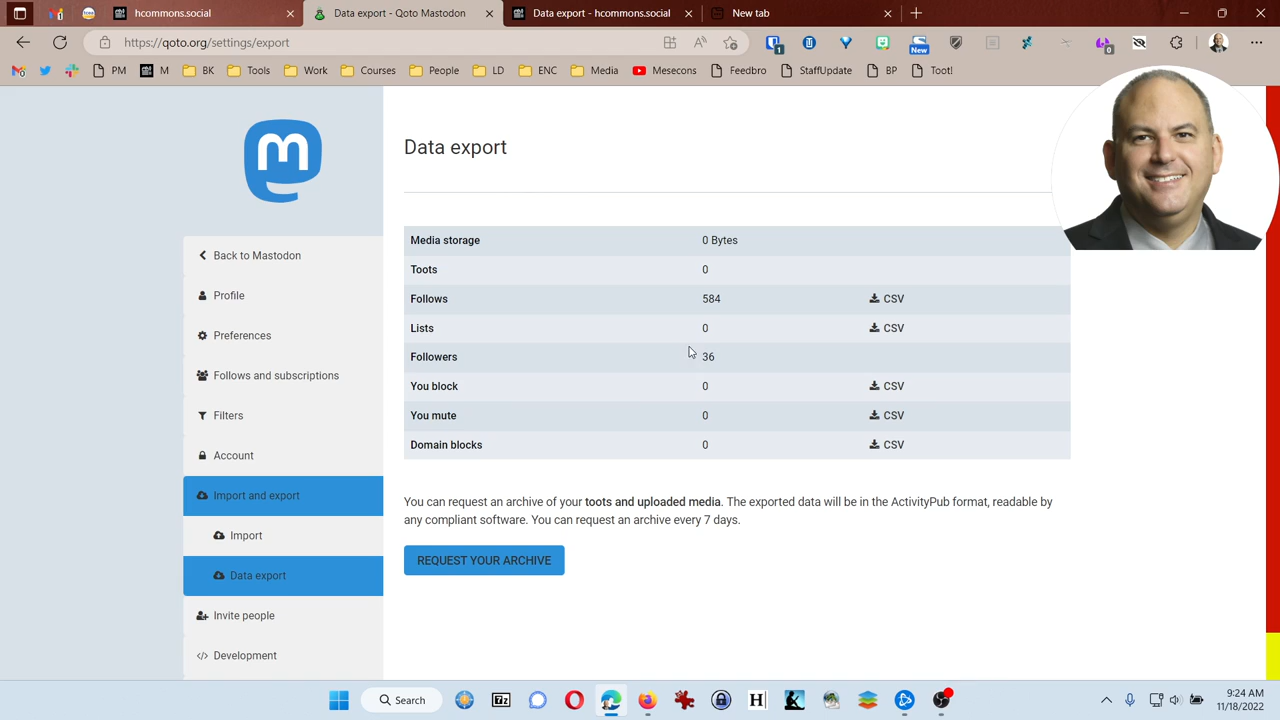 hcommons.social
Data export - Qoto Mastodon
Data export - hcommons.social
New tab
https://qoto.org/settings/export
1
New
0
PM
M
BK
Tools
Work
Courses
People
LD
ENC
Media
Mesecons
Feedbro
StaffUpdate
BP
Toot!
Data export
Media storage 0 Bytes
Toots 0
Follows 584 CSV
Lists 0 CSV
Followers 36
You block 0 CSV
You mute 0 CSV
Domain blocks 0 CSV
You can request an archive of your toots and uploaded media. The exported data will be in the ActivityPub format, readable by
any compliant software. You can request an archive every 7 days.
REQUEST YOUR ARCHIVE
Back to Mastodon
Profile
Preferences
Follows and subscriptions
Filters
Account
Import and export
Import
Data export
Invite people
Development
Search
9:24 AM
11/18/2022